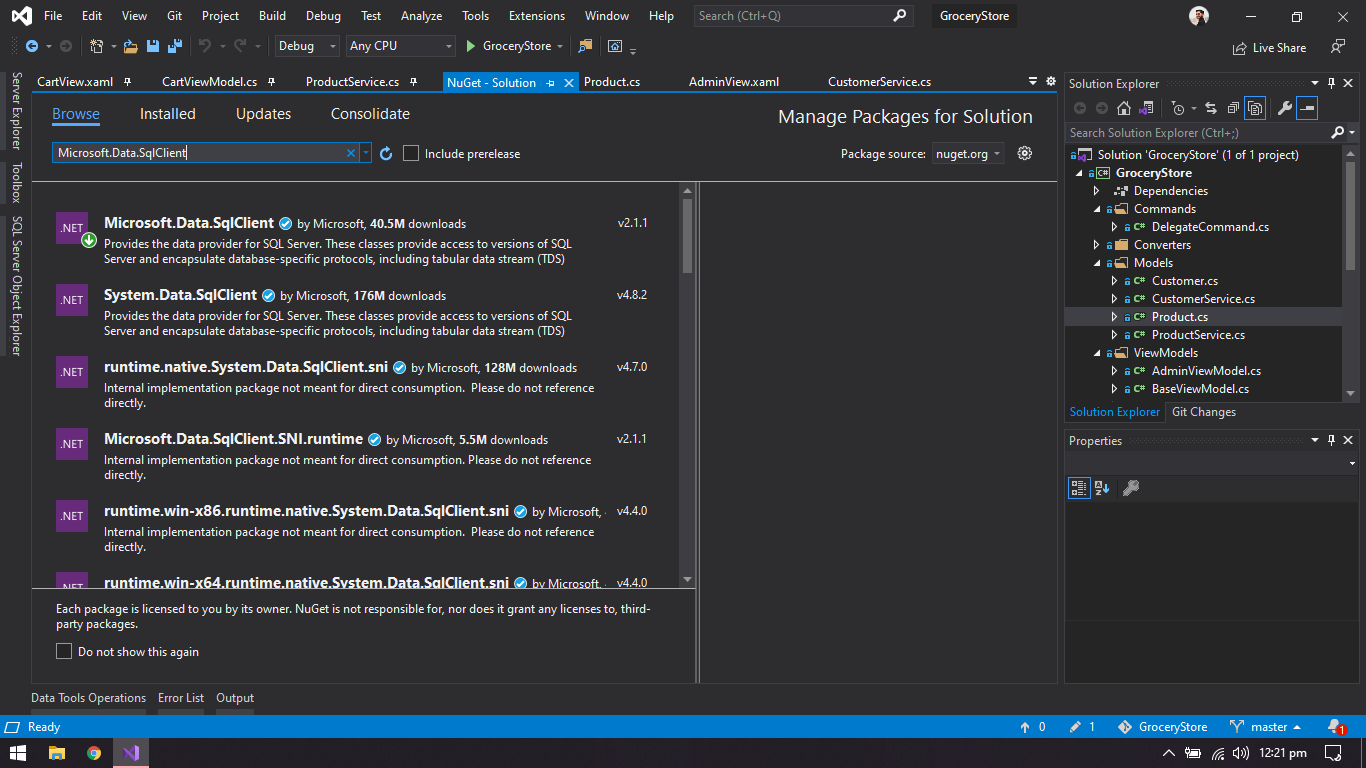 File Edit View Git Project Build Debug Test Analyze Tools Extensions Window Help Search (Ctrl+Q) GroceryStore
Debug Any CPU GroceryStore Live Share
Server Explorer
Toolbox
SQL Server Object Explorer
CartView.xaml CartViewModel.cs ProductService.cs NuGet - Solution Product.cs AdminView.xaml CustomerService.cs
Browse Installed Updates Consolidate
Manage Packages for Solution
Microsoft.Data.SqlClient Include prerelease
Package source: nuget.org
.NET Microsoft.Data.SqlClient by Microsoft, 40.5M downloads v2.1.1
Provides the data provider for SQL Server. These classes provide access to versions of SQL
Server and encapsulate database-specific protocols, including tabular data stream (TDS)
.NET System.Data.SqlClient by Microsoft, 176M downloads v4.8.2
Provides the data provider for SQL Server. These classes provide access to versions of SQL
Server and encapsulate database-specific protocols, including tabular data stream (TDS)
.NET runtime.native.System.Data.SqlClient.sni by Microsoft, 128M downloads v4.7.0
Internal implementation package not meant for direct consumption. Please do not reference
directly.
.NET Microsoft.Data.SqlClient.SNI.runtime by Microsoft, 5.5M downloads v2.1.1
Internal implementation package not meant for direct consumption. Please do not reference
directly.
.NET runtime.win-x86.runtime.native.System.Data.SqlClient.sni by Microsoft, v4.4.0
Internal implementation package not meant for direct consumption. Please do not reference
directly.
.NET runtime.win-x64.runtime.native.System.Data.SqlClient.sni by Microsoft, v4.4.0
Each package is licensed to you by its owner. NuGet is not responsible for, nor does it grant any licenses to, third-
party packages.
Do not show this again
Solution Explorer
Search Solution Explorer (Ctrl+;)
Solution 'GroceryStore' (1 of 1 project)
C# GroceryStore
Dependencies
Commands
C# DelegateCommand.cs
Converters
Models
C# Customer.cs
C# CustomerService.cs
C# Product.cs
C# ProductService.cs
ViewModels
C# AdminViewModel.cs
C# BaseViewModel.cs
Solution Explorer Git Changes
Properties
Data Tools Operations Error List Output
Ready 0 1 GroceryStore master 1
12:21 pm